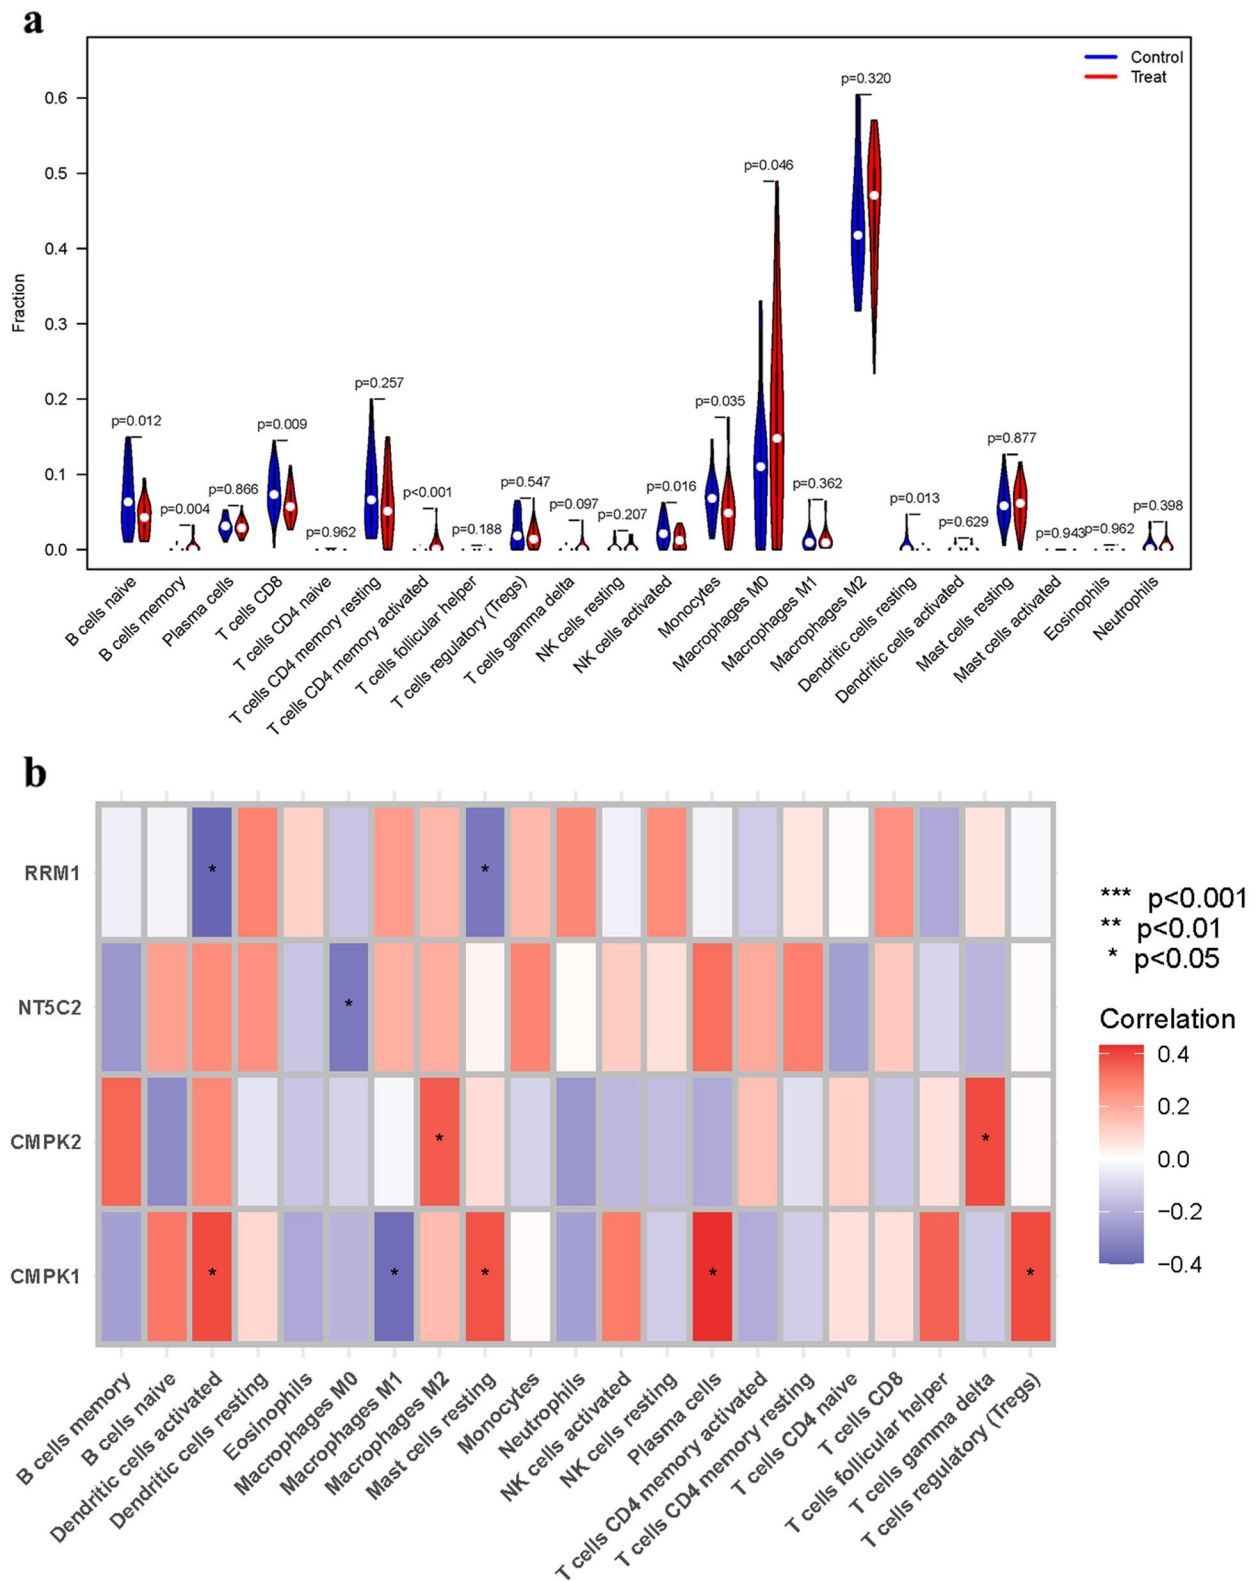 a
Control
Treat
Fraction
0.6
0.5
0.4
0.3
0.2
0.1
0.0
p=0.012
p=0.004
p=0.866
p=0.009
p=0.962
p=0.257
p<0.001
p=0.188
p=0.547
p=0.097
p=0.207
p=0.016
p=0.035
p=0.046
p=0.362
p=0.320
p=0.013
p=0.629
p=0.877
p=0.943
p=0.962
p=0.398
B cells naive
B cells memory
Plasma cells
T cells CD8
T cells CD4 naive
T cells CD4 memory resting
T cells CD4 memory activated
T cells follicular helper
T cells regulatory (Tregs)
T cells gamma delta
NK cells resting
NK cells activated
Monocytes
Macrophages M0
Macrophages M1
Macrophages M2
Dendritic cells resting
Dendritic cells activated
Mast cells resting
Mast cells activated
Eosinophils
Neutrophils
b
RRM1
* *
NT5C2
*
CMPK2
* *
CMPK1
* * * * *
*** p<0.001
** p<0.01
* p<0.05
Correlation
0.4
0.2
0.0
−0.2
−0.4
B cells memory
B cells naive
Dendritic cells activated
Dendritic cells resting
Eosinophils
Macrophages M0
Macrophages M1
Macrophages M2
Mast cells resting
Monocytes
Neutrophils
NK cells activated
NK cells resting
Plasma cells
T cells CD4 memory activated
T cells CD4 memory resting
T cells CD4 naive
T cells CD8
T cells follicular helper
T cells gamma delta
T cells regulatory (Tregs)